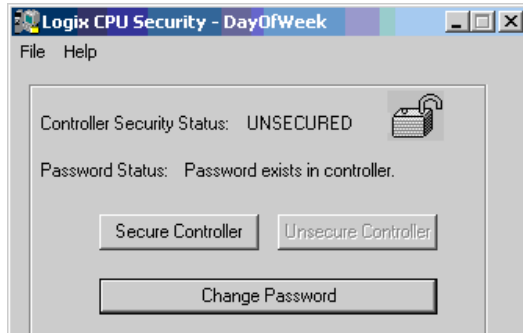 Logix CPU Security - DayOfWeek
File Help
Controller Security Status: UNSECURED
Password Status: Password exists in controller.
Secure Controller Unsecure Controller
Change Password